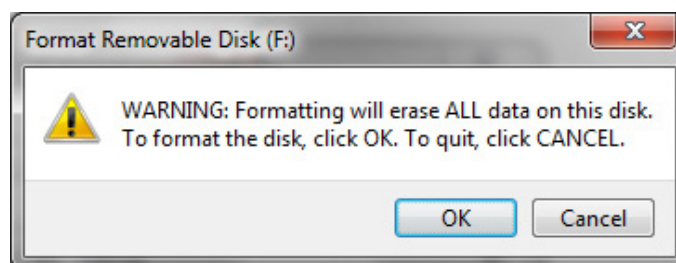 Format Removable Disk (F:)
WARNING: Formatting will erase ALL data on this disk.
To format the disk, click OK. To quit, click CANCEL.
OK
Cancel